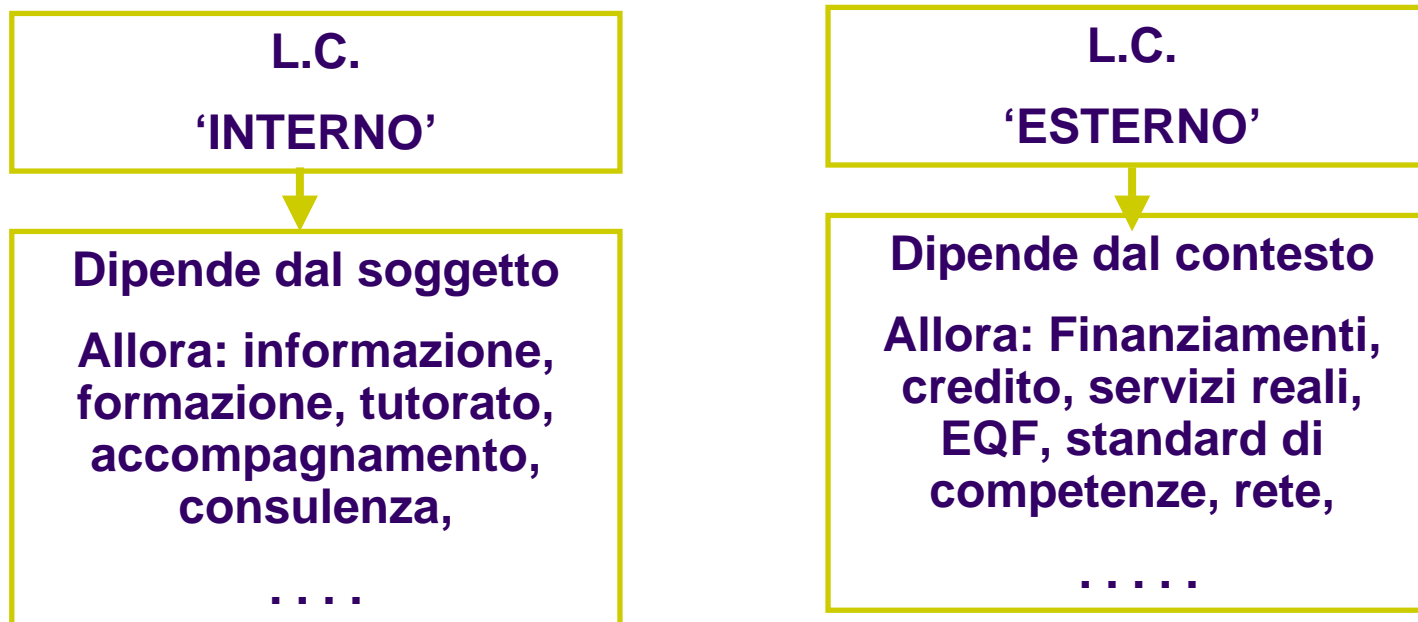 L.C.
‘INTERNO’
Dipende dal soggetto
Allora: informazione,
formazione, tutorato,
accompagnamento,
consulenza,
. . . .
L.C.
‘ESTERNO’
Dipende dal contesto
Allora: Finanziamenti,
credito, servizi reali,
EQF, standard di
competenze, rete,
. . . . .